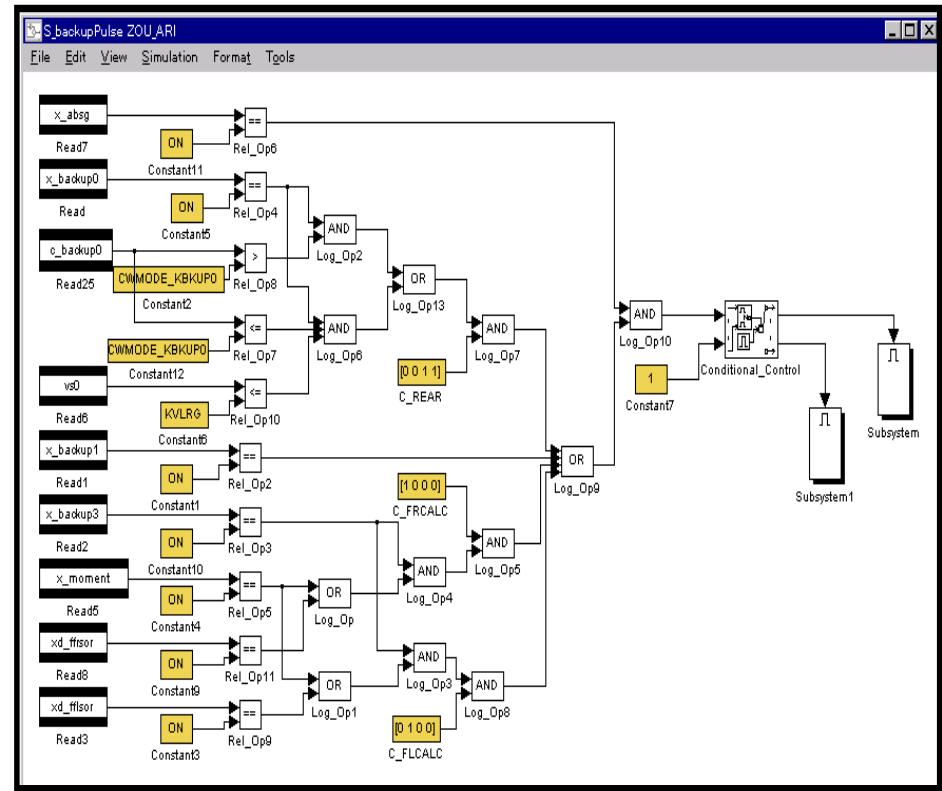 S_backupPulse ZOU_ARI
File Edit View Simulation Format Tools
x_absg
Read7
ON
Constant11
==
Rel_Op6
x_backup0
Read
ON
Constant5
==
Rel_Op4
AND
Log_Op2
c_backup0
Read25
CWMODE_KBKUP0
Constant2
>
Rel_Op8
OR
Log_Op13
CWMODE_KBKUP0
Constant12
<=
Rel_Op7
AND
Log_Op6
AND
Log_Op7
[0 0 1 1]
C_REAR
vs0
Read6
KVLRG
Constant6
<=
Rel_Op10
AND
Log_Op10
1
Constant7
Conditional_Control
Subsystem
Subsystem1
x_backup1
Read1
ON
Constant1
==
Rel_Op2
OR
Log_Op9
x_backup3
Read2
ON
Constant10
==
Rel_Op3
[1 0 0 0]
C_FRCALC
AND
Log_Op5
AND
Log_Op4
x_moment
Read5
ON
Constant4
==
Rel_Op5
OR
Log_Op
xd_ffrsor
Read8
ON
Constant9
==
Rel_Op11
OR
Log_Op1
AND
Log_Op3
AND
Log_Op8
xd_fflsor
Read3
ON
Constant3
==
Rel_Op9
[0 1 0 0]
C_FLCALC